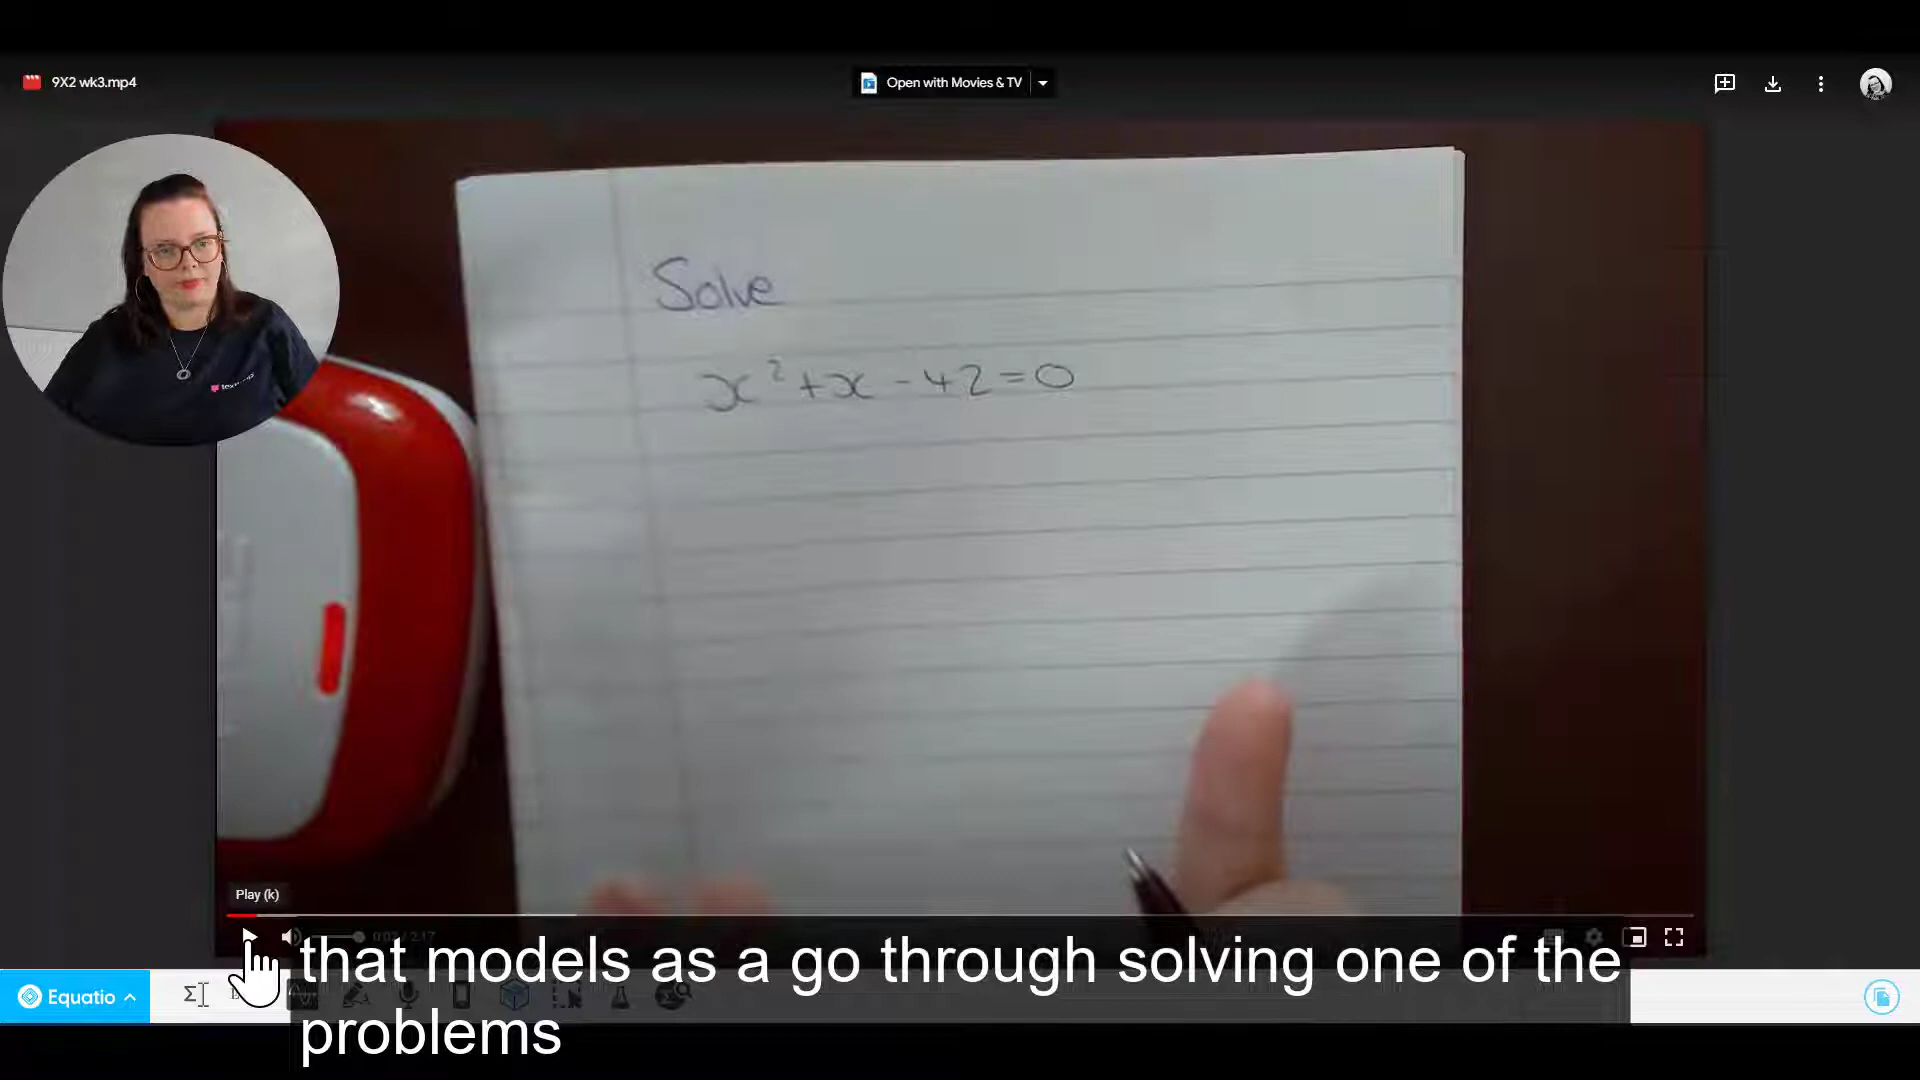 9X2 wk3.mp4
Open with Movies & TV
Solve
x² + x - 42 = 0
Play (k)
that models as a go through solving one of the
problems
Equatio